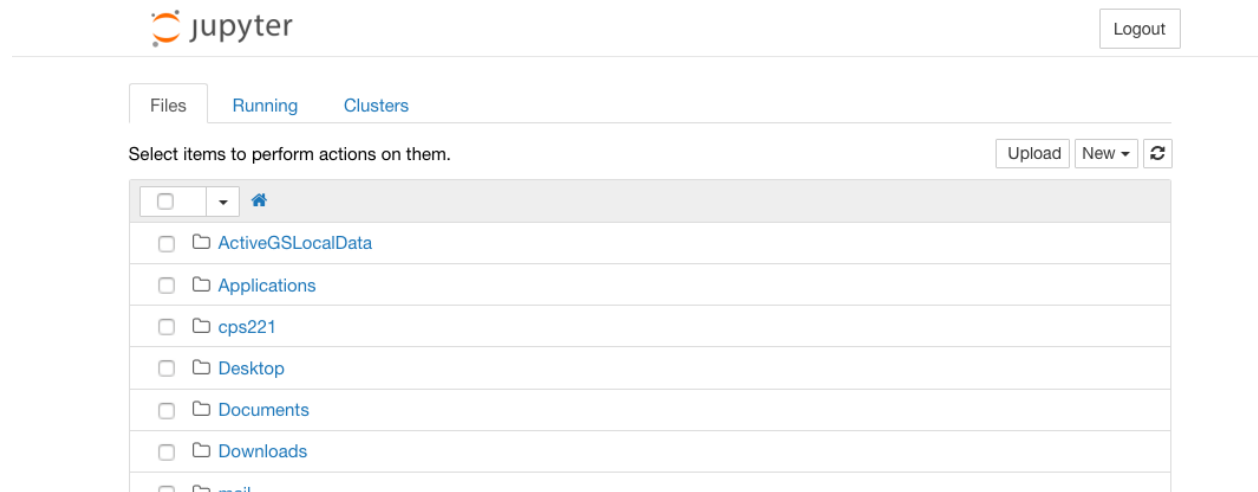 jupyter
Logout
Files Running Clusters
Select items to perform actions on them.
Upload New
ActiveGSLocalData
Applications
cps221
Desktop
Documents
Downloads
mail